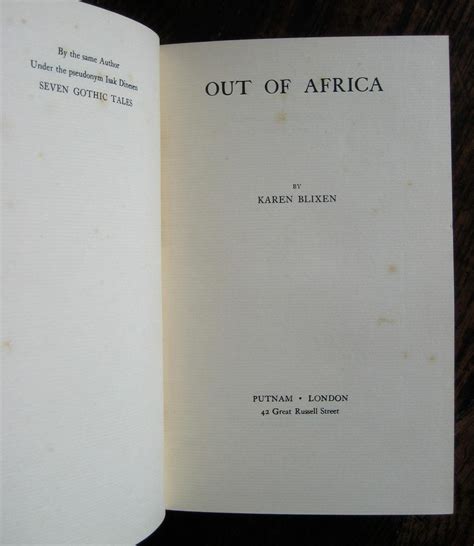 By the same Author
Under the pseudonym Isak Dinesen
SEVEN GOTHIC TALES
OUT OF AFRICA
BY
KAREN BLIXEN
PUTNAM • LONDON
42 Great Russell Street